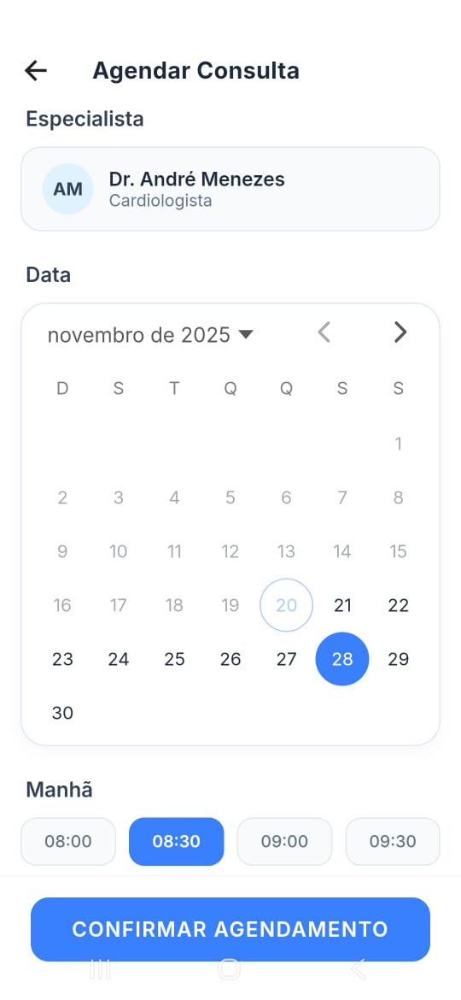 Agendar Consulta
Especialista
AM
Dr. André Menezes
Cardiologista
Data
novembro de 2025
D S T Q Q S S
1
2 3 4 5 6 7 8
9 10 11 12 13 14 15
16 17 18 19 20 21 22
23 24 25 26 27 28 29
30
Manhã
08:00 08:30 09:00 09:30
CONFIRMAR AGENDAMENTO